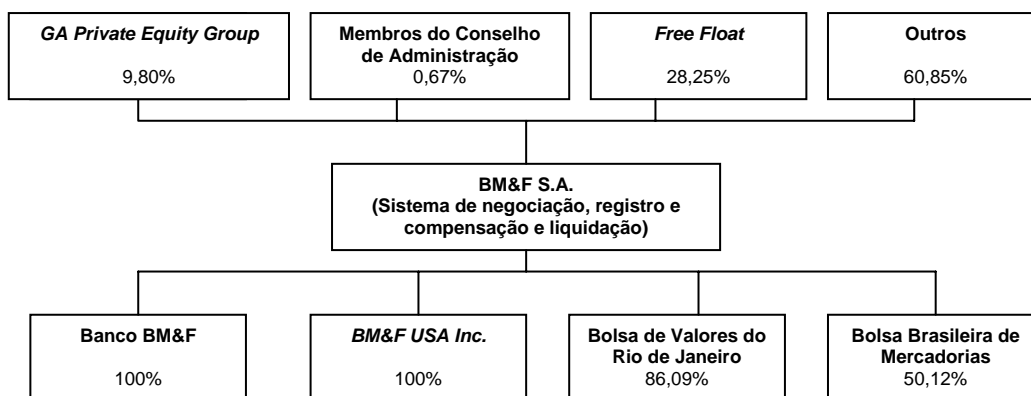 GA Private Equity Group
9,80%
Membros do Conselho
de Administração
0,67%
Free Float
28,25%
Outros
60,85%
BM&F S.A.
(Sistema de negociação, registro e
compensação e liquidação)
Banco BM&F
100%
BM&F USA Inc.
100%
Bolsa de Valores do
Rio de Janeiro
86,09%
Bolsa Brasileira de
Mercadorias
50,12%